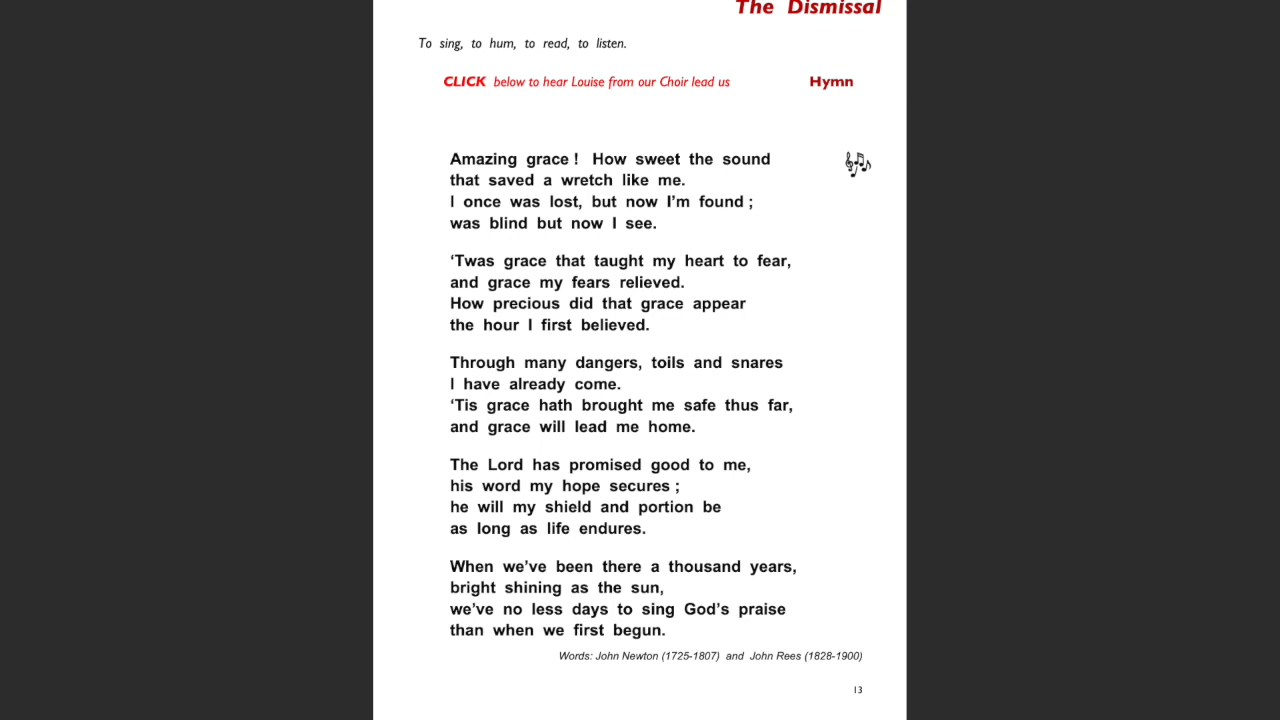 The Dismissal
To sing, to hum, to read, to listen.
CLICK below to hear Louise from our Choir lead us Hymn
Amazing grace ! How sweet the sound
that saved a wretch like me.
I once was lost, but now I’m found ;
was blind but now I see.
‘Twas grace that taught my heart to fear,
and grace my fears relieved.
How precious did that grace appear
the hour I first believed.
Through many dangers, toils and snares
I have already come.
‘Tis grace hath brought me safe thus far,
and grace will lead me home.
The Lord has promised good to me,
his word my hope secures ;
he will my shield and portion be
as long as life endures.
When we’ve been there a thousand years,
bright shining as the sun,
we’ve no less days to sing God’s praise
than when we first begun.
Words: John Newton (1725-1807) and John Rees (1828-1900)
13